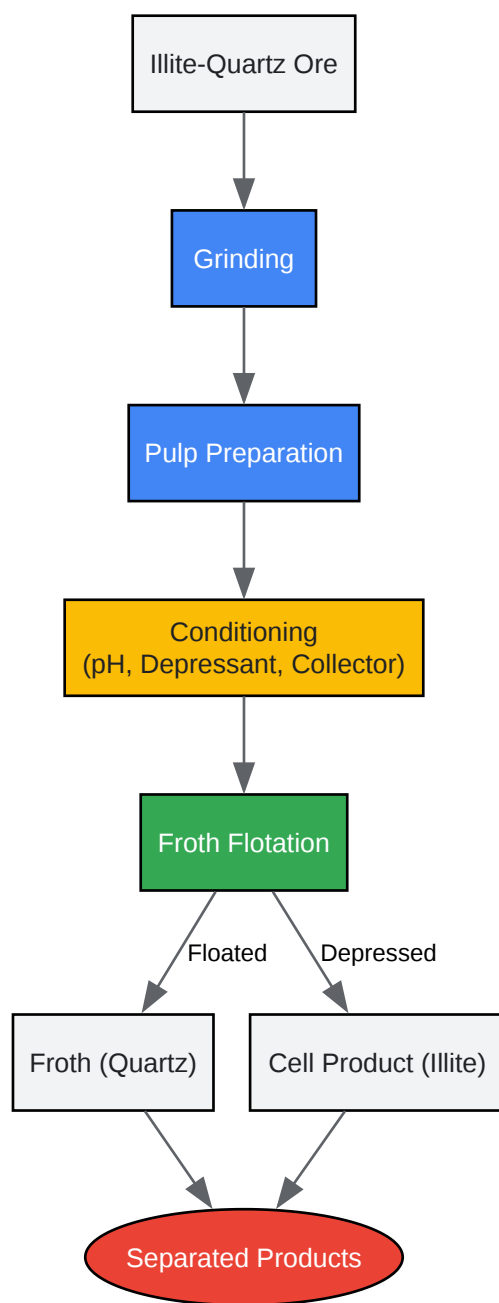 Illite-Quartz Ore
Grinding
Pulp Preparation
Conditioning
(pH, Depressant, Collector)
Froth Flotation
Floated
Depressed
Froth (Quartz)
Cell Product (Illite)
Separated Products